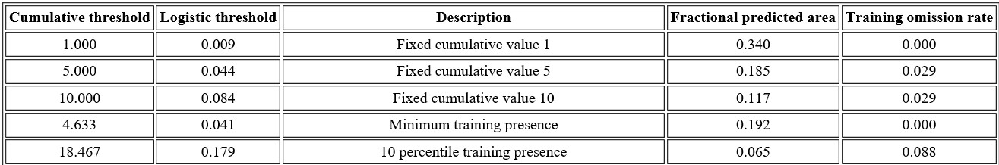 Cumulative threshold Logistic threshold Description Fractional predicted area Training omission rate
1.000 0.009 Fixed cumulative value 1 0.340 0.000
5.000 0.044 Fixed cumulative value 5 0.185 0.029
10.000 0.084 Fixed cumulative value 10 0.117 0.029
4.633 0.041 Minimum training presence 0.192 0.000
18.467 0.179 10 percentile training presence 0.065 0.088